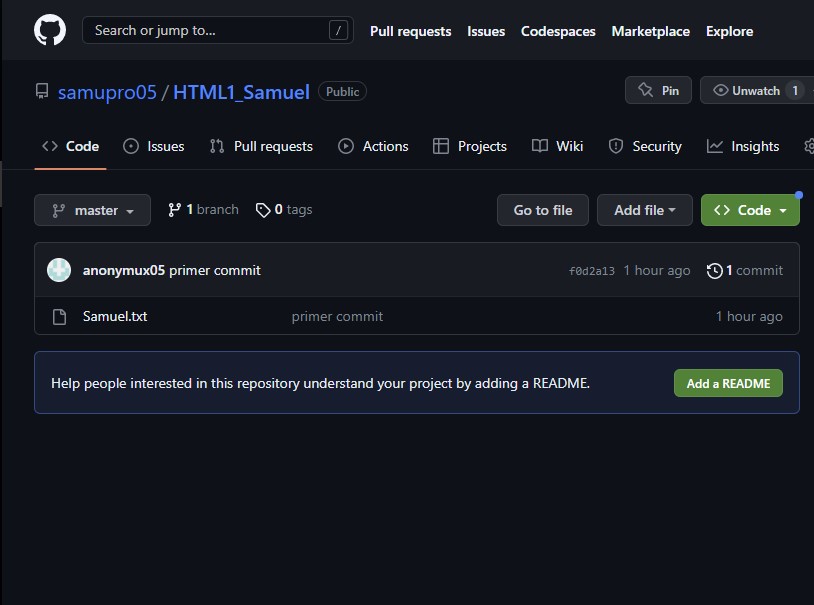 Search or jump to... / Pull requests Issues Codespaces Marketplace Explore
samupro05 / HTML1_Samuel Public Pin Unwatch 1
Code Issues Pull requests Actions Projects Wiki Security Insights
master 1 branch 0 tags Go to file Add file Code
anonymux05 primer commit f0d2a13 1 hour ago 1 commit
Samuel.txt primer commit 1 hour ago
Help people interested in this repository understand your project by adding a README. Add a README